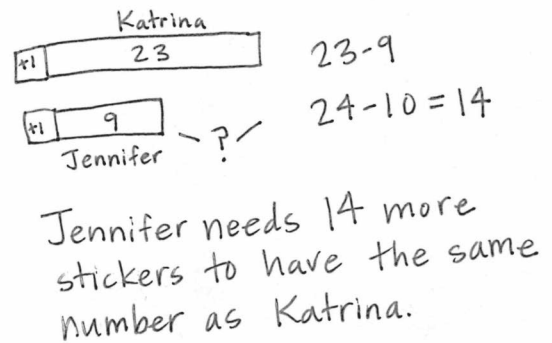 Katrina
+1 23
23-9
+1 9
24-10=14
Jennifer
?
Jennifer needs 14 more
stickers to have the same
number as Katrina.